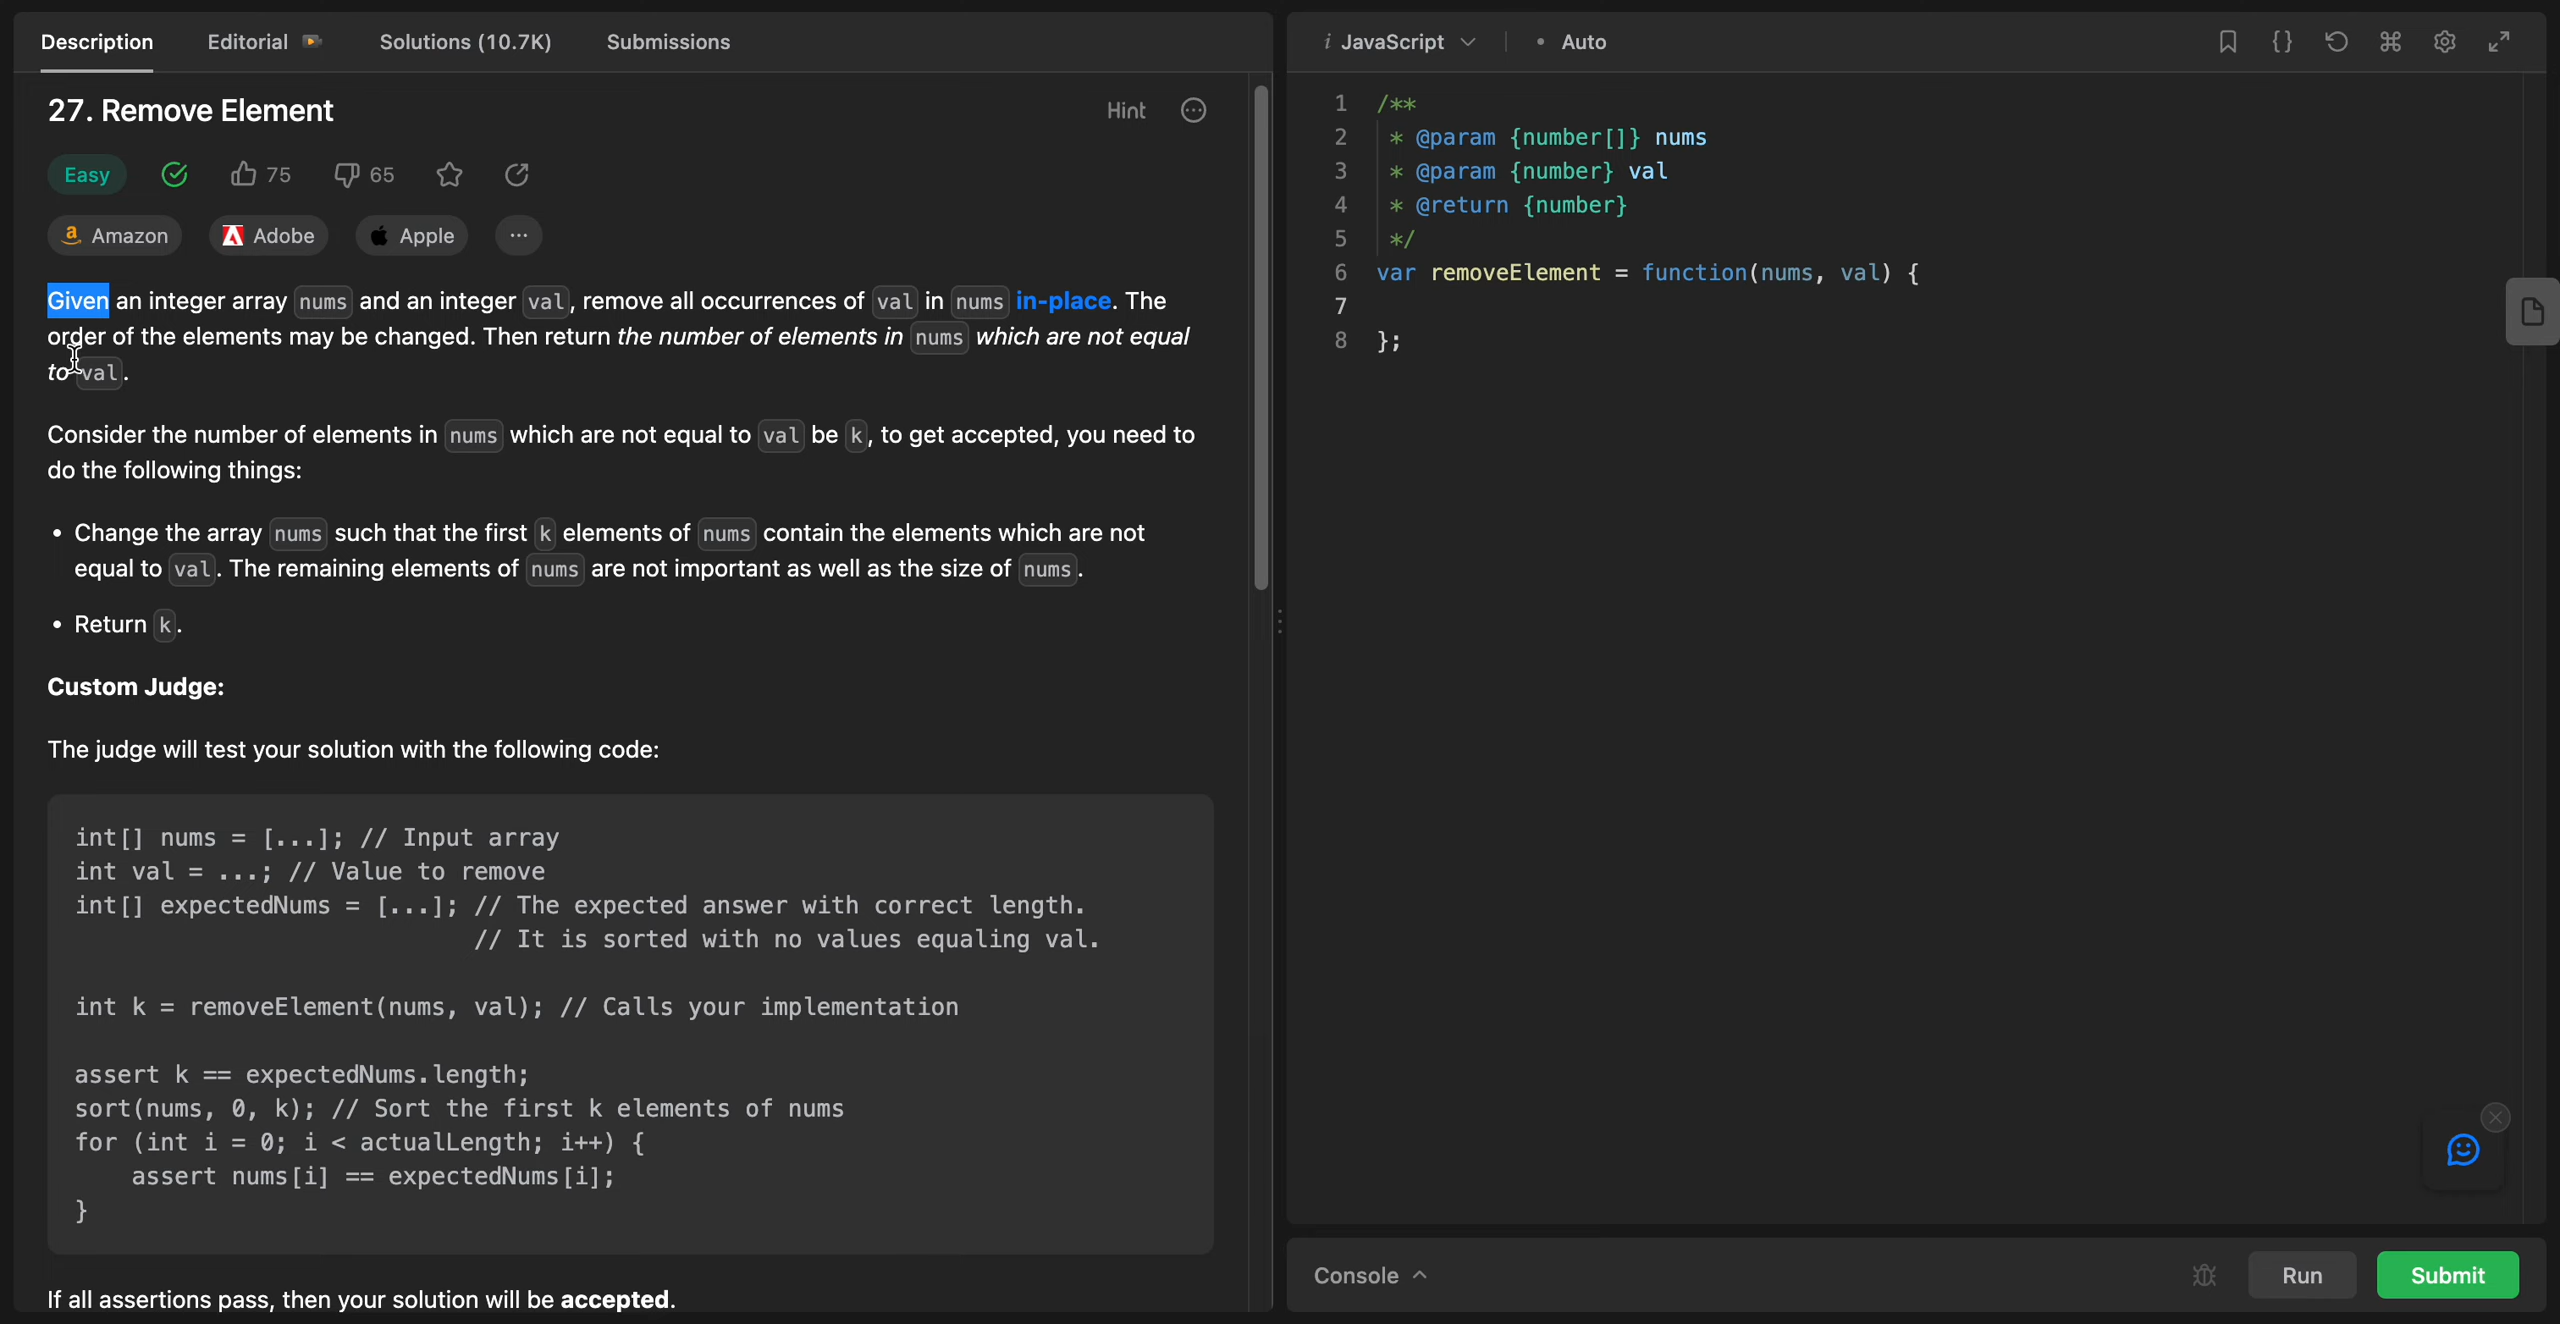 Description Editorial Solutions (10.7K) Submissions
27. Remove Element Hint
Easy 75 65
Amazon Adobe Apple ...
Given an integer array nums and an integer val, remove all occurrences of val in nums in-place. The
order of the elements may be changed. Then return the number of elements in nums which are not equal
to val.
Consider the number of elements in nums which are not equal to val be k, to get accepted, you need to
do the following things:
• Change the array nums such that the first k elements of nums contain the elements which are not
equal to val. The remaining elements of nums are not important as well as the size of nums.
• Return k.
Custom Judge:
The judge will test your solution with the following code:
int[] nums = [...]; // Input array
int val = ...; // Value to remove
int[] expectedNums = [...]; // The expected answer with correct length.
// It is sorted with no values equaling val.
int k = removeElement(nums, val); // Calls your implementation
assert k == expectedNums.length;
sort(nums, 0, k); // Sort the first k elements of nums
for (int i = 0; i < actualLength; i++) {
assert nums[i] == expectedNums[i];
}
If all assertions pass, then your solution will be accepted.
i JavaScript • Auto
1 /**
2 * @param {number[]} nums
3 * @param {number} val
4 * @return {number}
5 */
6 var removeElement = function(nums, val) {
7
8 };
Console Run Submit